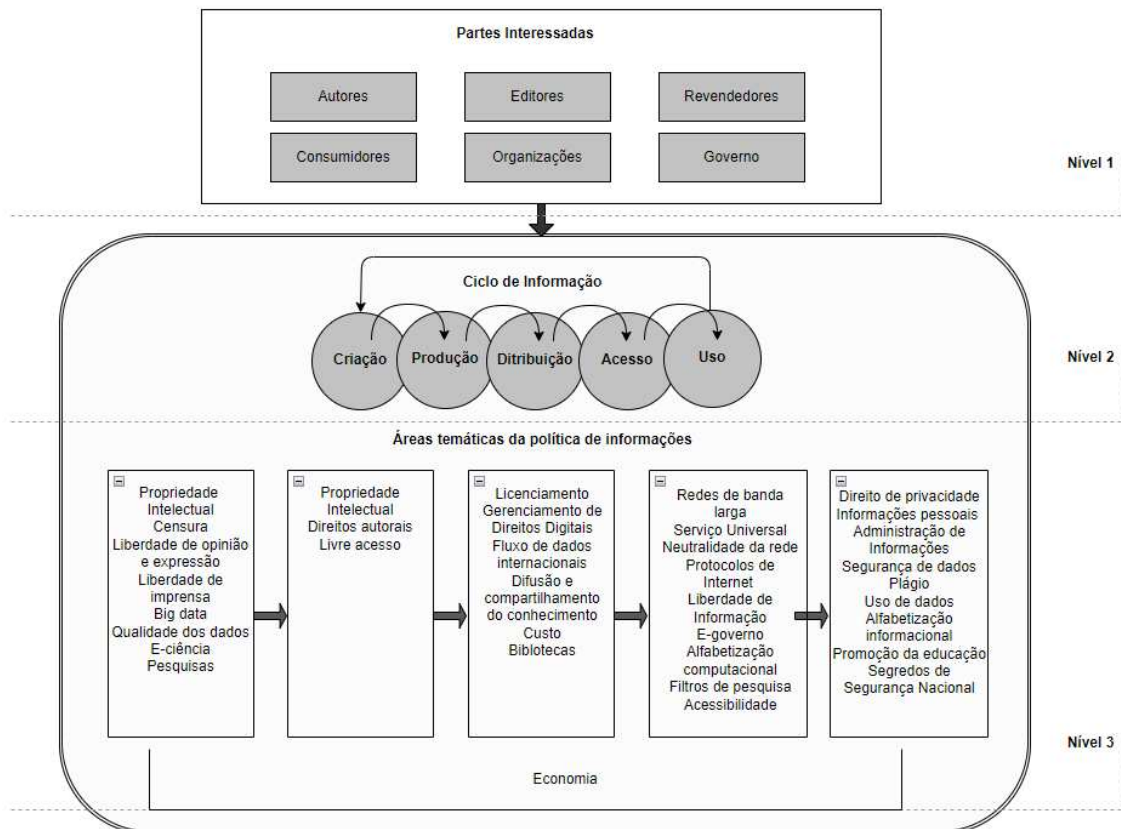 Partes Interessadas
Autores
Editores
Revendedores
Consumidores
Organizações
Governo
Nível 1
Ciclo de Informação
Criação
Produção
Ditribuição
Acesso
Uso
Nível 2
Áreas temáticas da política de informações
Propriedade
Intelectual
Censura
Liberdade de opinião
e expressão
Liberdade de
imprensa
Big data
Qualidade dos dados
E-ciência
Pesquisas
Propriedade
Intelectual
Direitos autorais
Livre acesso
Licenciamento
Gerenciamento de
Direitos Digitais
Fluxo de dados
internacionais
Difusão e
compartilhamento
do conhecimento
Custo
Biblotecas
Redes de banda
larga
Serviço Universal
Neutralidade da rede
Protocolos de
Internet
Liberdade de
Informação
E-governo
Alfabetização
computacional
Filtros de pesquisa
Acessibilidade
Direito de privacidade
Informações pessoais
Administração de
Informações
Segurança de dados
Plágio
Uso de dados
Alfabetização
informacional
Promoção da educação
Segredos de
Segurança Nacional
Nível 3
Economia